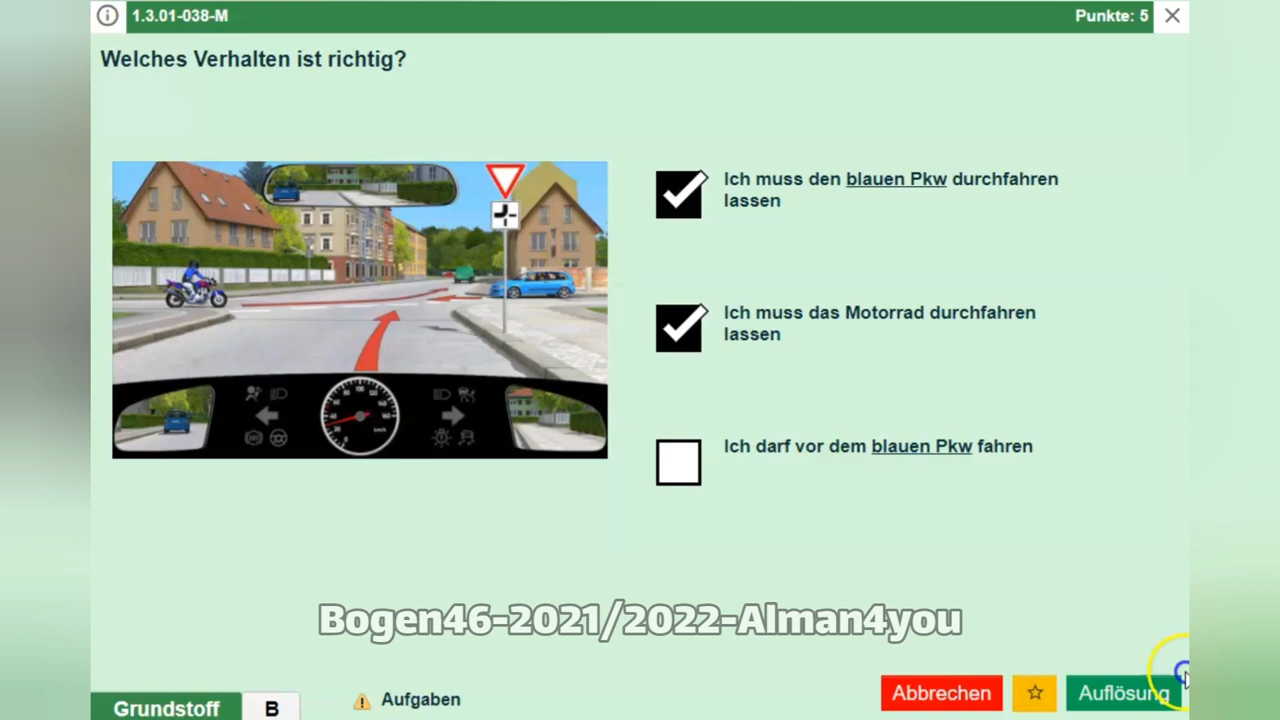 1.3.01-038-M
Punkte: 5
Welches Verhalten ist richtig?
Ich muss den blauen Pkw durchfahren
lassen
Ich muss das Motorrad durchfahren
lassen
Ich darf vor dem blauen Pkw fahren
Bogen46-2021/2022-Alman4you
Grundstoff
B
Aufgaben
Abbrechen
Auflösung